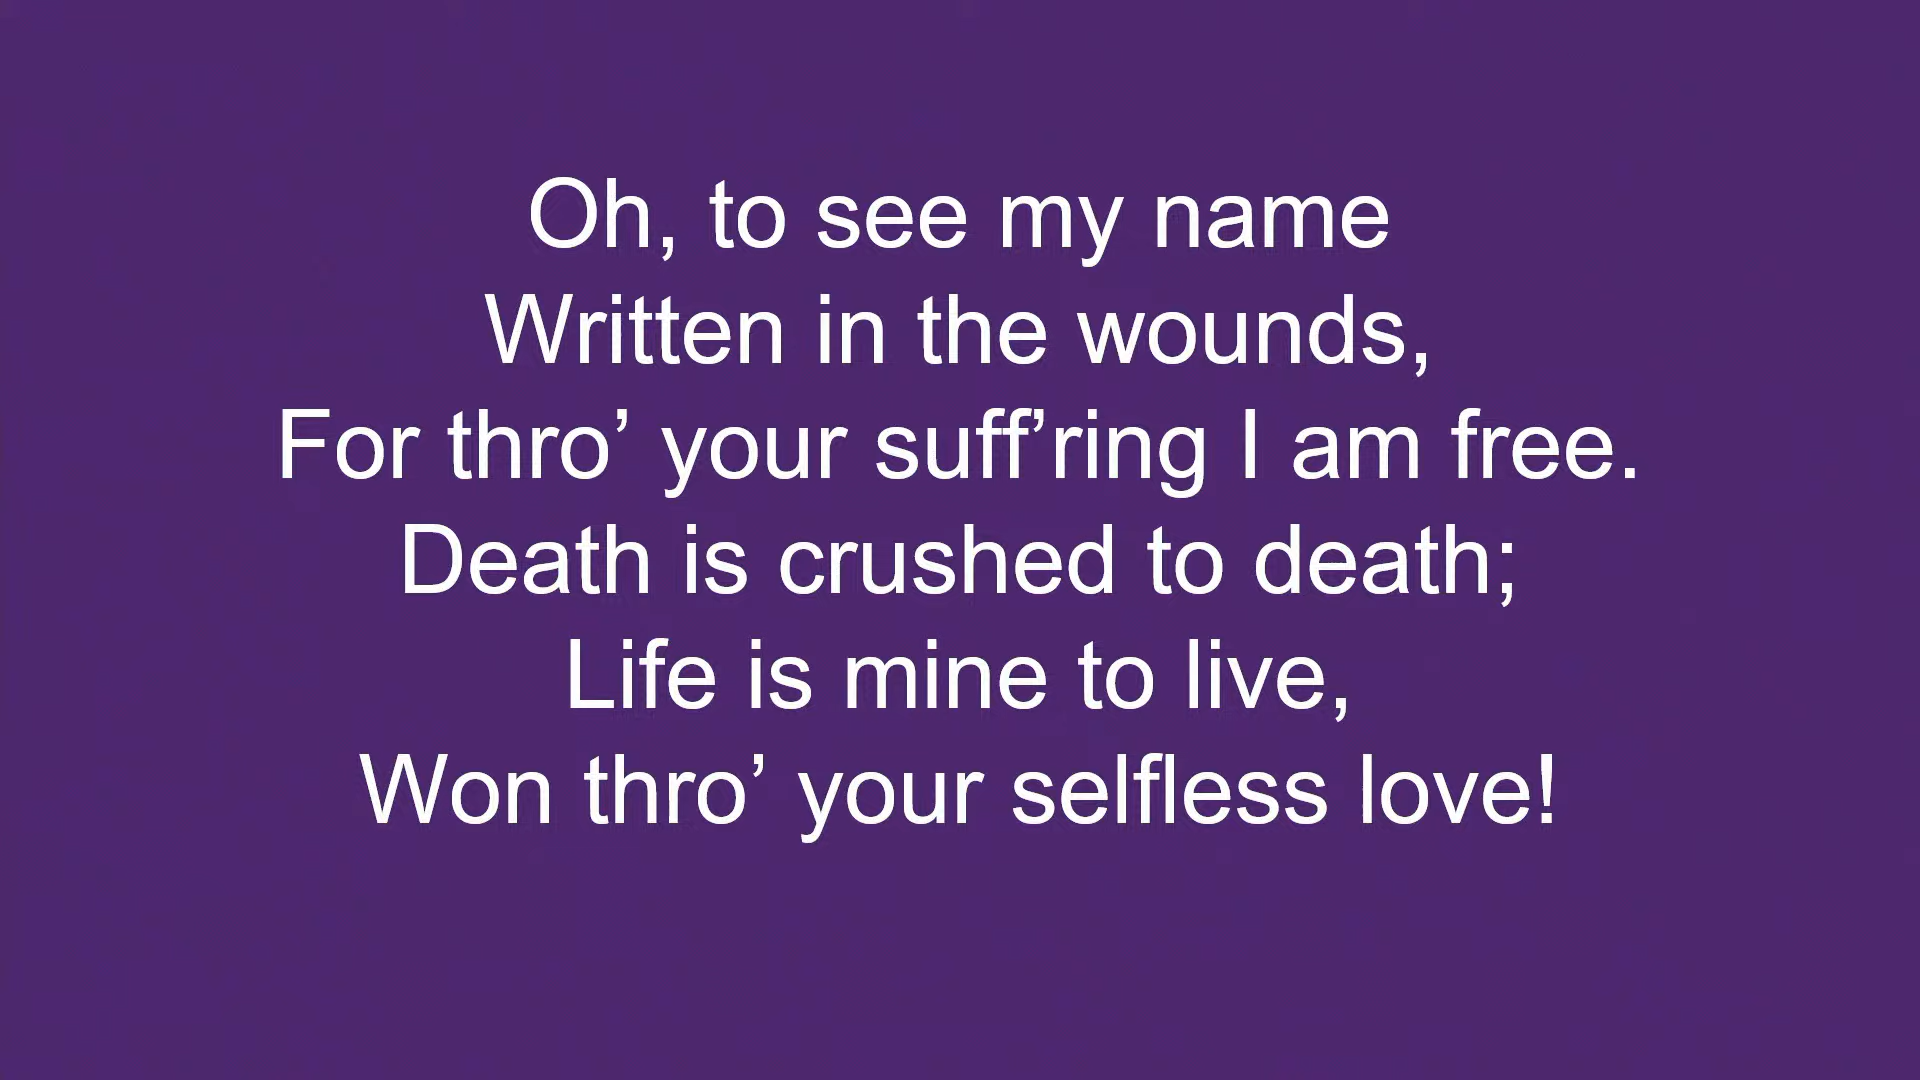 Oh, to see my name
Written in the wounds,
For thro’ your suff’ring I am free.
Death is crushed to death;
Life is mine to live,
Won thro’ your selfless love!